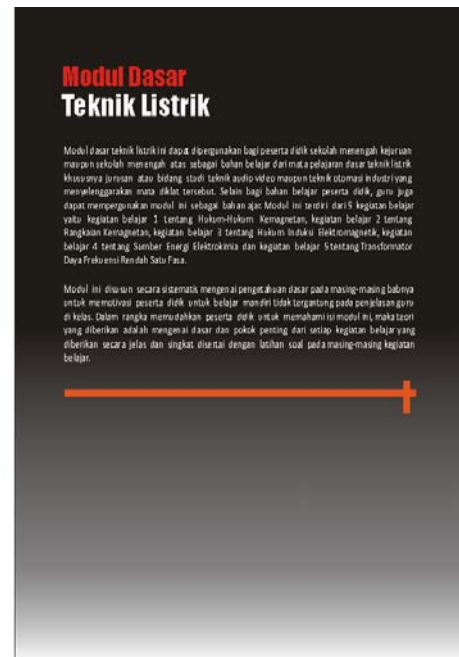 Modul Dasar
Teknik Listrik
Modul dasar teknik listrik ini dapat dipergunakan bagi peserta didik sekolah menengah kejuruan
maupun sekolah menengah atas sebagai bahan belajar dari mata pelajaran dasar teknik listrik
khususnya jurusan atau bidang studi teknik audio video maupun teknik otomasi industri yang
menyelenggarakan mata diklat tersebut. Selain bagi bahan belajar peserta didik, guru juga
dapat mempergunakan modul ini sebagai bahan ajar. Modul ini terdiri dari 5 kegiatan belajar
yaitu kegiatan belajar 1 tentang Hukum-Hukum Kemagnetan, kegiatan belajar 2 tentang
Rangkaian Kemagnetan, kegiatan belajar 3 tentang Hukum Induksi Elektromagnetik, kegiatan
belajar 4 tentang Sumber Energi Elektrokimia dan kegiatan belajar 5 tentang Transformator
Daya Frekuensi Rendah Satu Fasa.
Modul ini disusun secara sistematis mengenai pengetahuan dasar pada masing-masing babnya
untuk memotivasi peserta didik untuk belajar mandiri tidak tergantung pada penjelasan guru
di kelas. Dalam rangka memudahkan peserta didik untuk memahami isi modul ini, maka teori
yang diberikan adalah mengenai dasar dan pokok penting dari setiap kegiatan belajar yang
diberikan secara jelas dan singkat disertai dengan latihan soal pada masing-masing kegiatan
belajar.